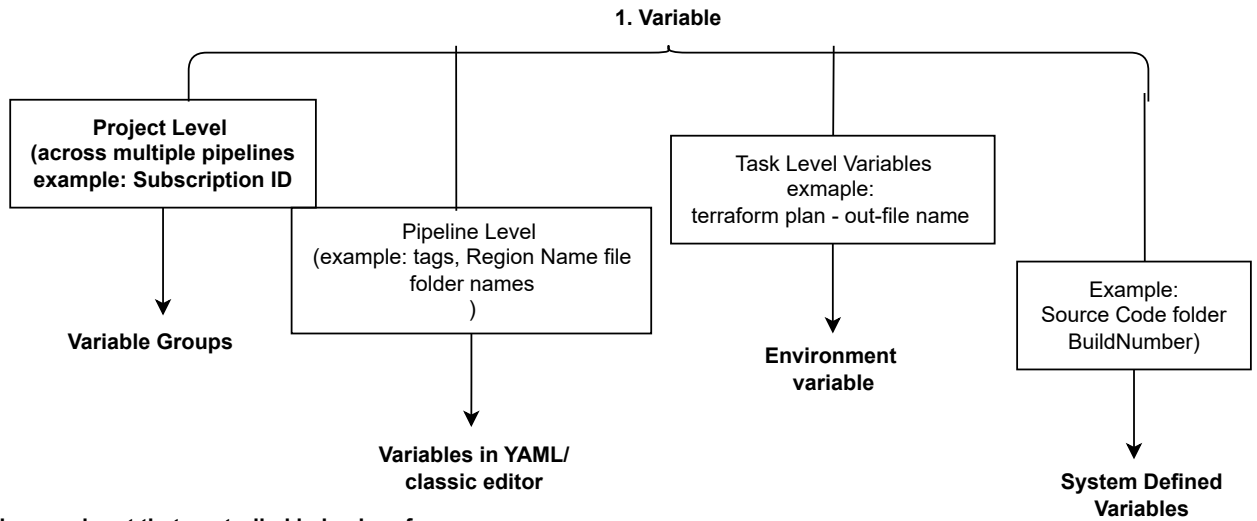 1. Variable
Project Level
(across multiple pipelines
example: Subscription ID
Variable Groups
Pipeline Level
(example: tags, Region Name file
folder names
)
Variables in YAML/
classic editor
Task Level Variables
exmaple:
terraform plan - out-file name
Environment
variable
Example:
Source Code folder
BuildNumber)
System Defined
Variables